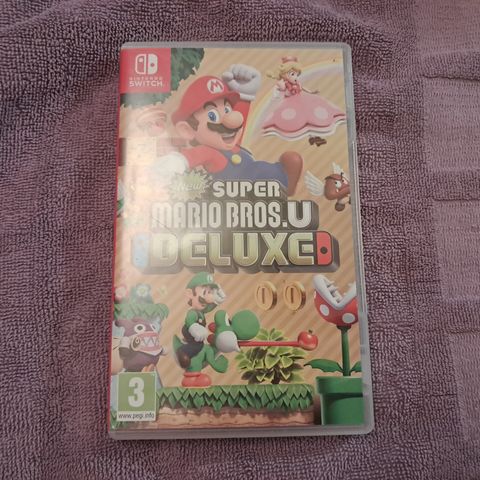 NINTENDO
SWITCH.
M
New!
SUPER
MARIO BROS.U
DELUXE
3
www.pegi.info